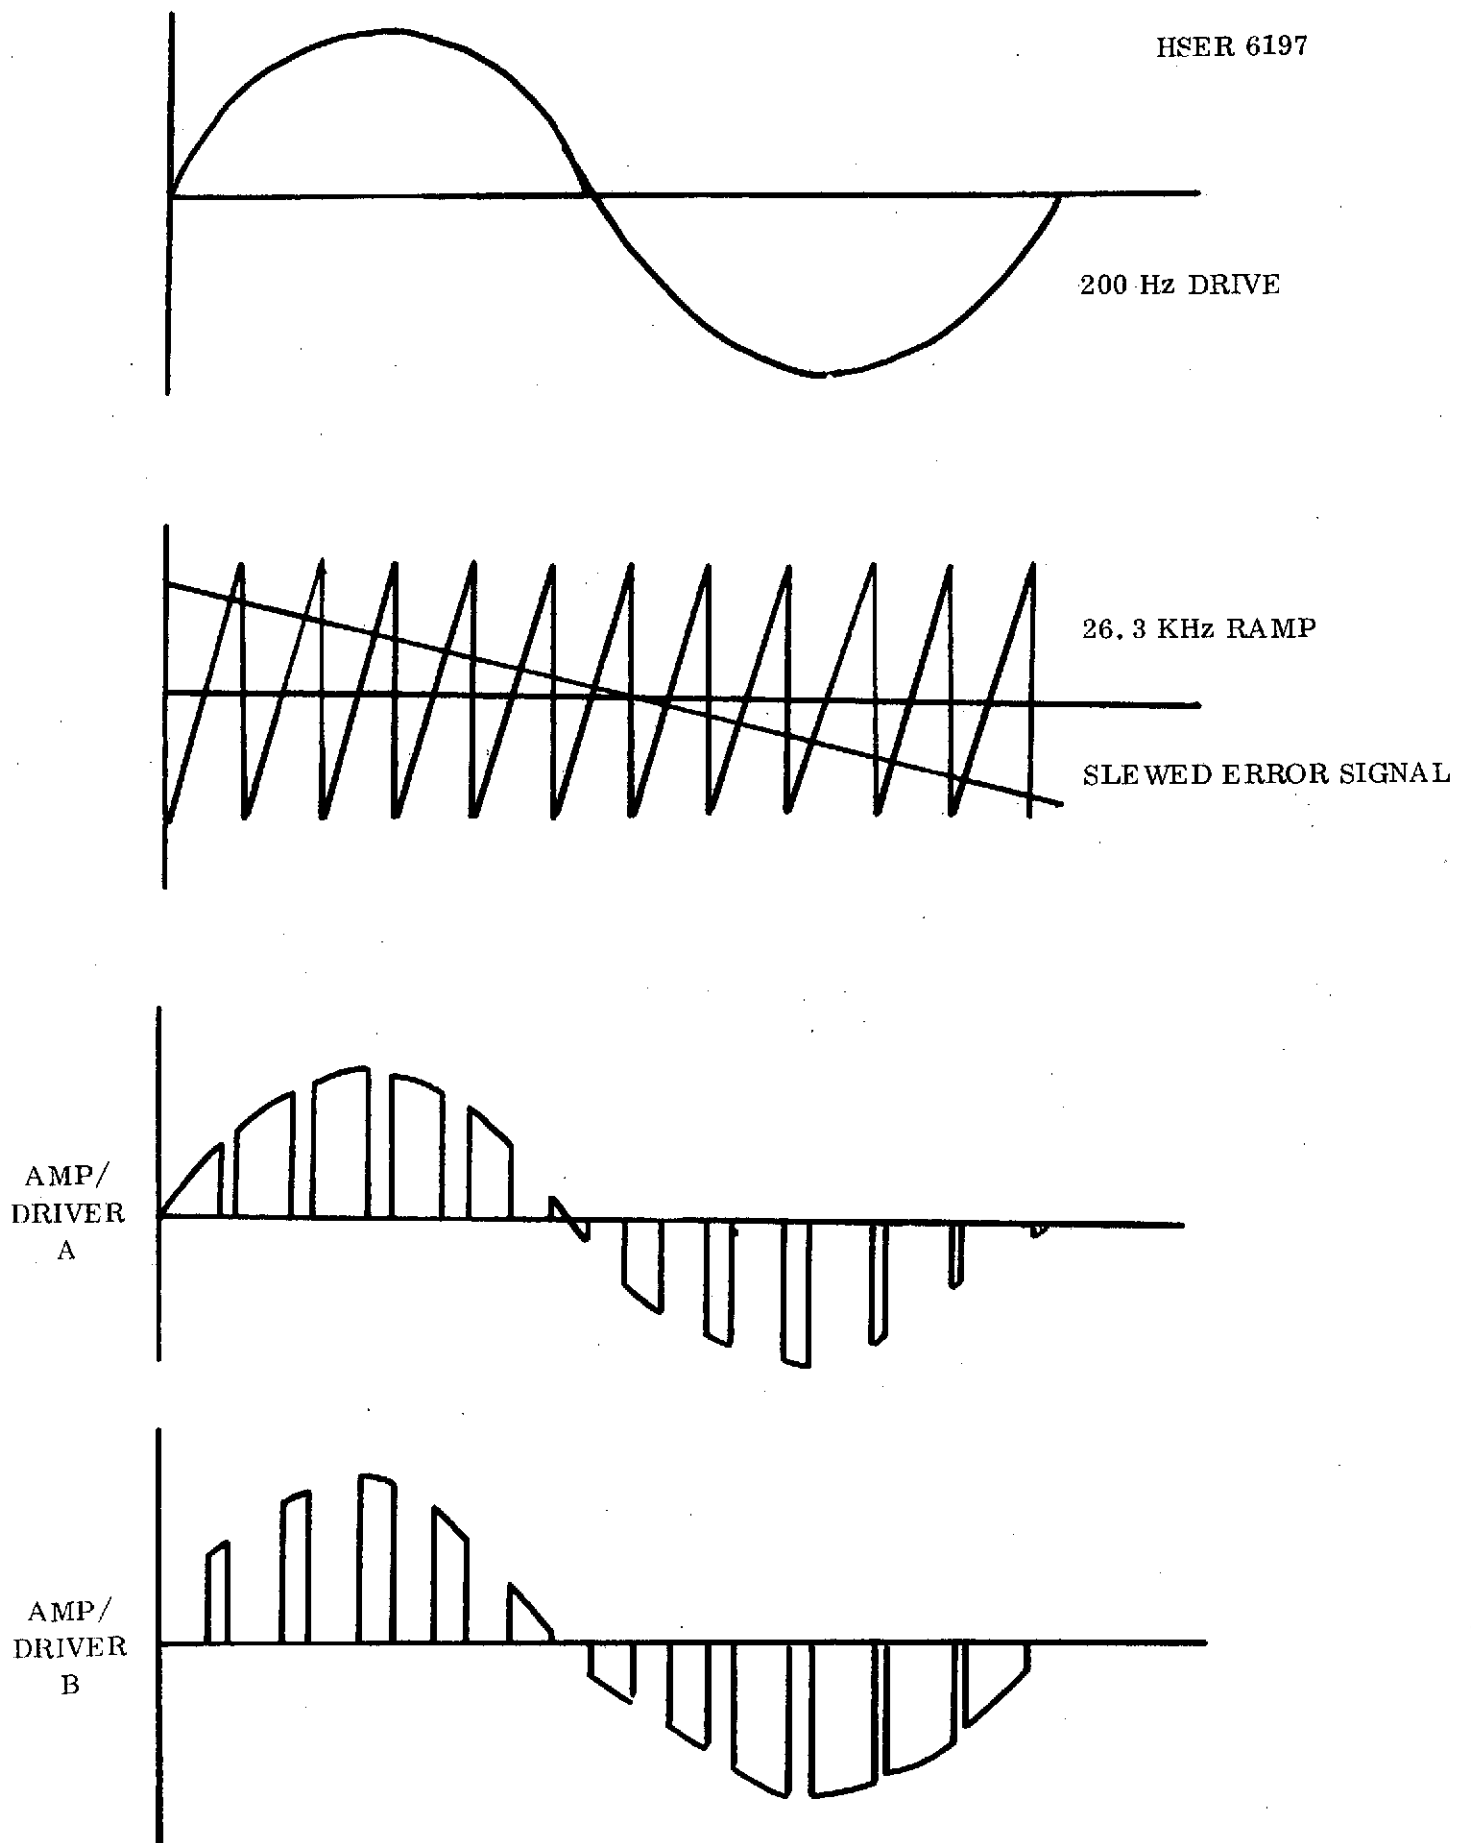 HSER 6197
200 Hz DRIVE
26.3 KHz RAMP
SLEWED ERROR SIGNAL
AMP/
DRIVER
A
AMP/
DRIVER
B